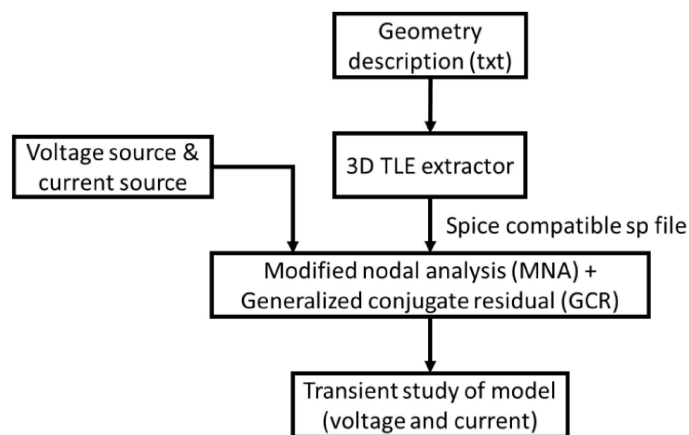 Geometry
description (txt)
Voltage source &
current source
3D TLE extractor
Spice compatible sp file
Modified nodal analysis (MNA) +
Generalized conjugate residual (GCR)
Transient study of model
(voltage and current)